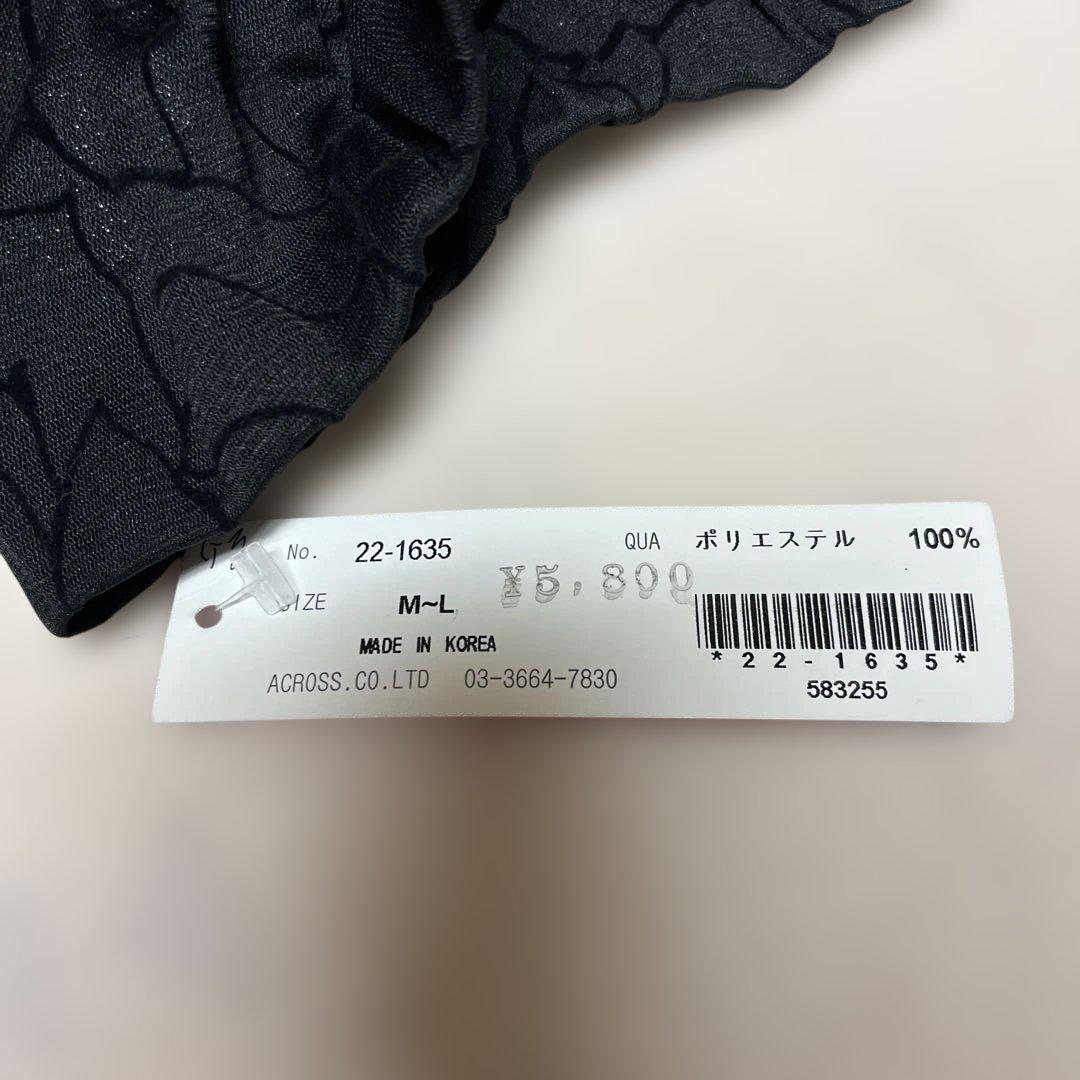 No. 22-1635 QUA ポリエステル 100%
¥5,800
SIZE M~L
MADE IN KOREA
*22-1635*
ACROSS.CO.LTD 03-3664-7830
583255